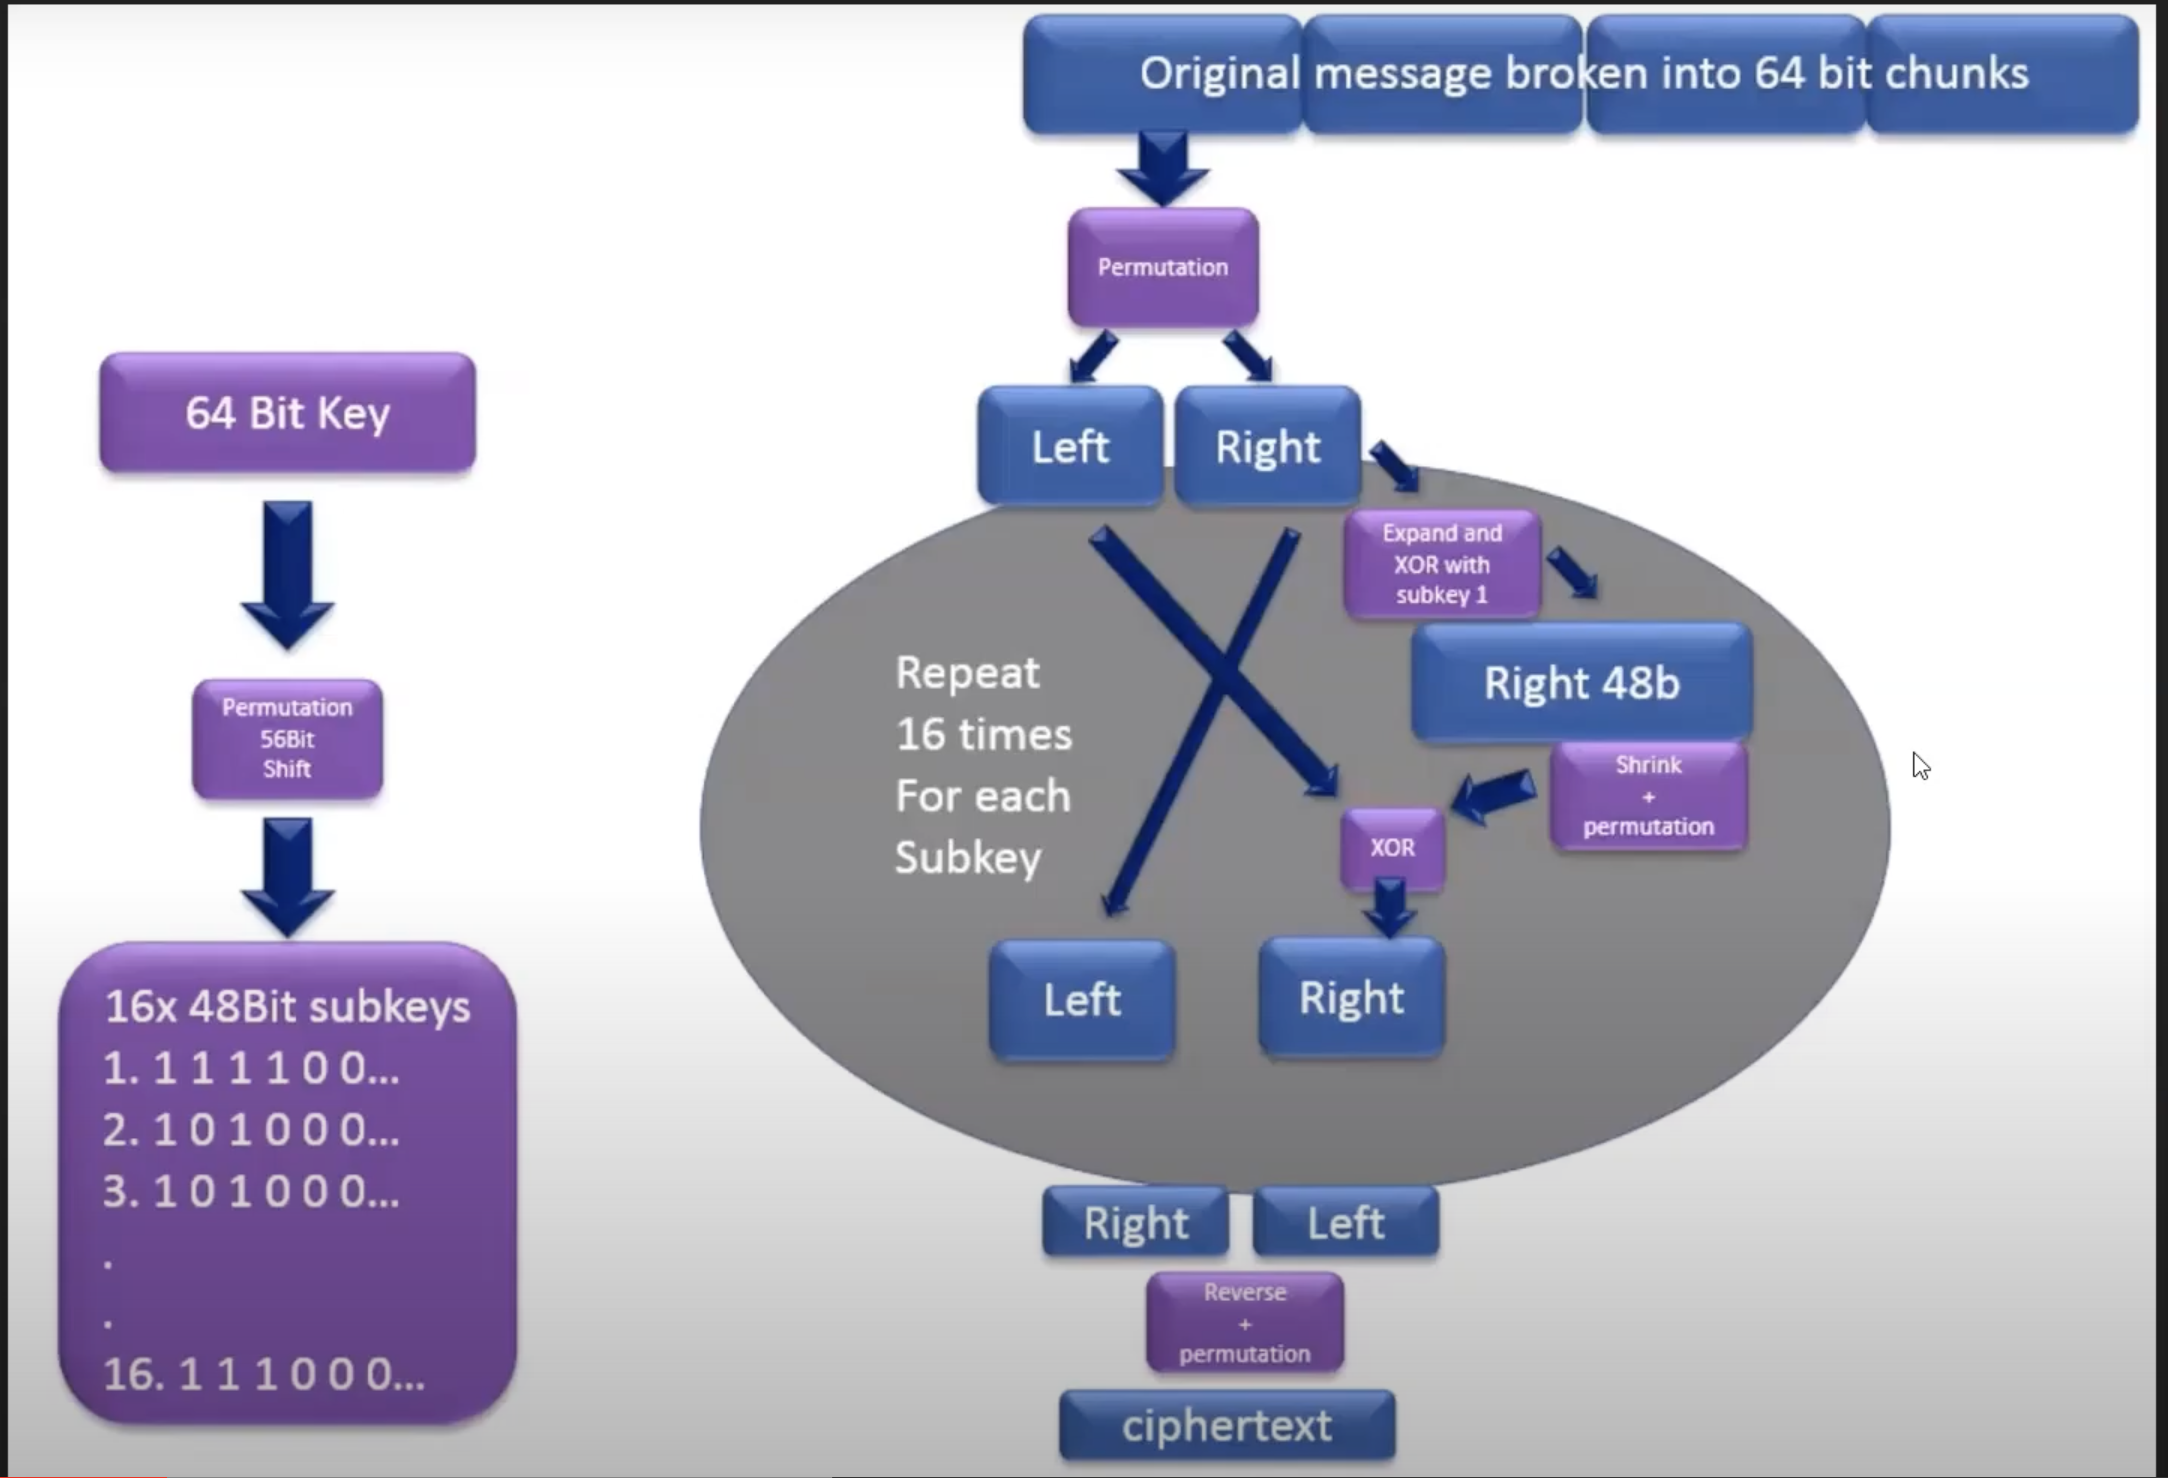 Original message broken into 64 bit chunks
Permutation
64 Bit Key
Left
Right
Expand and
XOR with
subkey 1
Right 48b
Repeat
16 times
For each
Subkey
Permutation
56Bit
Shift
Shrink
+
permutation
XOR
Left
Right
16x 48Bit subkeys
1. 1 1 1 1 0 0...
2. 1 0 1 0 0 0...
3. 1 0 1 0 0 0...
.
.
16. 1 1 1 0 0 0...
Right
Left
Reverse
+
permutation
ciphertext